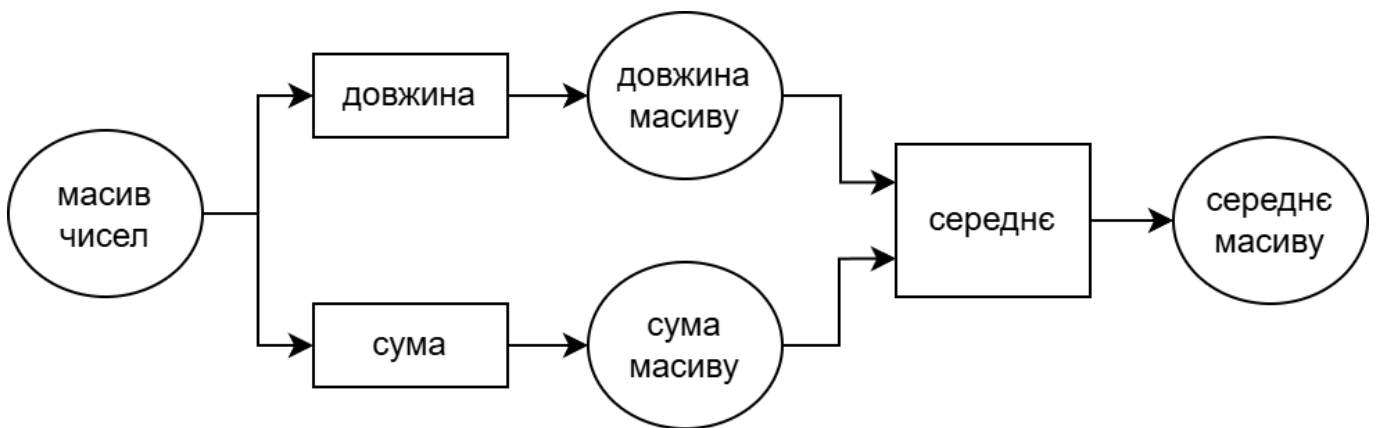 масив
чисел
довжина
довжина
масиву
сума
сума
масиву
середнє
середнє
масиву